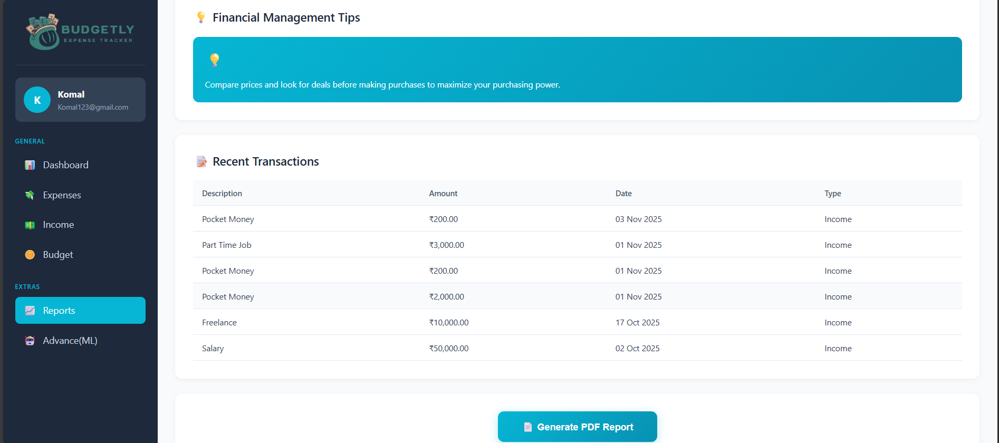 BUDGETLY
EXPENSE TRACKER
K
Komal
Komal123@gmail.com
GENERAL
Dashboard
Expenses
Income
Budget
EXTRAS
Reports
Advance(ML)
Financial Management Tips
Compare prices and look for deals before making purchases to maximize your purchasing power.
Recent Transactions
Description Amount Date Type
Pocket Money ₹200.00 03 Nov 2025 Income
Part Time Job ₹3,000.00 01 Nov 2025 Income
Pocket Money ₹200.00 01 Nov 2025 Income
Pocket Money ₹2,000.00 01 Nov 2025 Income
Freelance ₹10,000.00 17 Oct 2025 Income
Salary ₹50,000.00 02 Oct 2025 Income
Generate PDF Report